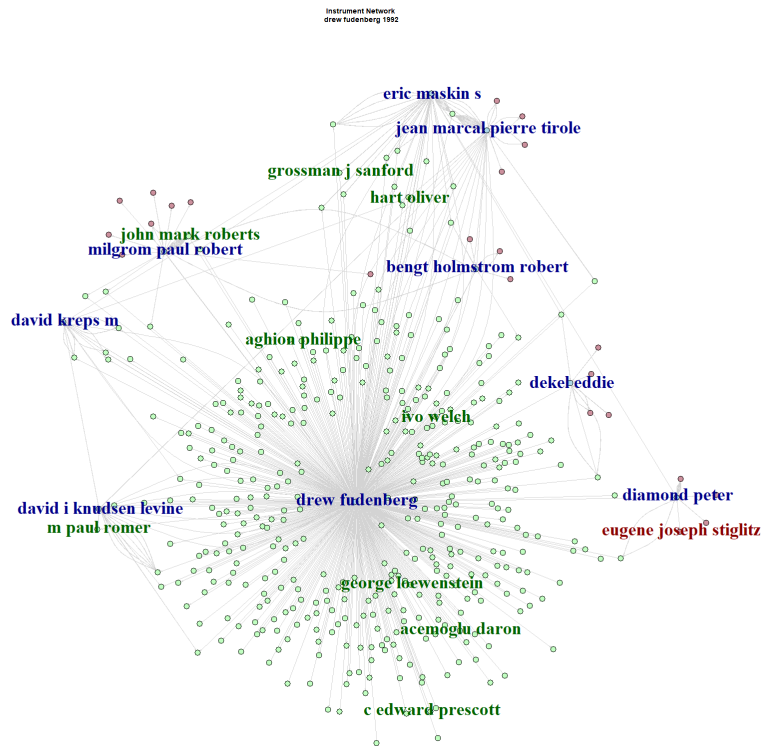 Instrument Network
drew fudenberg 1992
eric maskin s
jean marcal pierre tirole
grossman j sanford
hart oliver
john mark roberts
milgrom paul robert
bengt holmstrom robert
david kreps m
aghion philippe
dekel eddie
ivo welch
drew fudenberg
diamond peter
david i knudsen levine
m paul romer
eugene joseph stiglitz
george loewenstein
acemoglu daron
c edward prescott